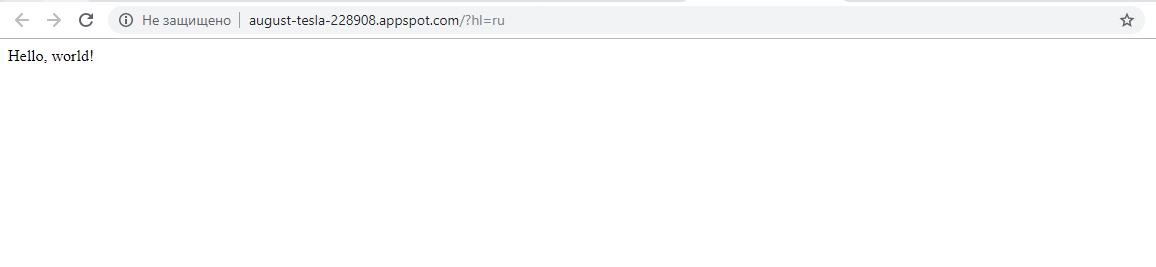 Не защищено | august-tesla-228908.appspot.com/?hl=ru
Hello, world!